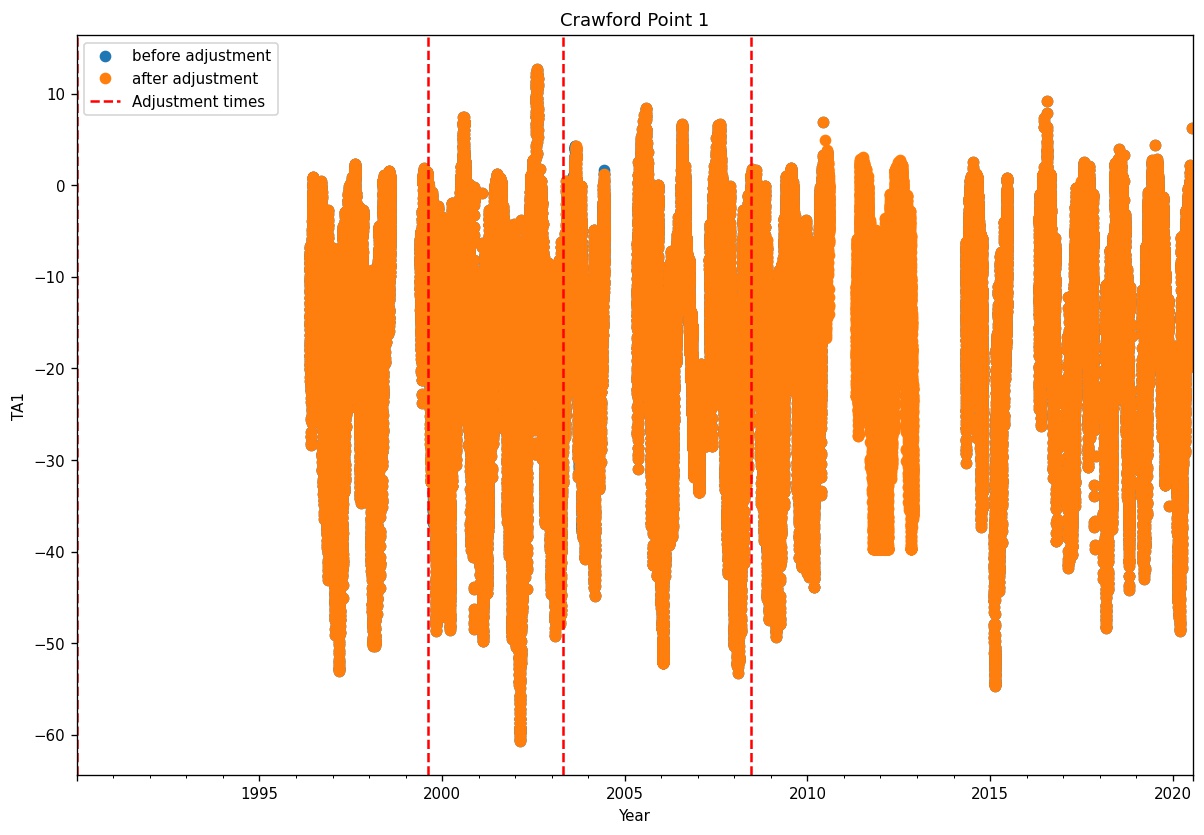 Crawford Point 1
before adjustment
after adjustment
Adjustment times
10
0
−10
−20
−30
−40
−50
−60
TA1
1995
2000
2005
2010
2015
2020
Year